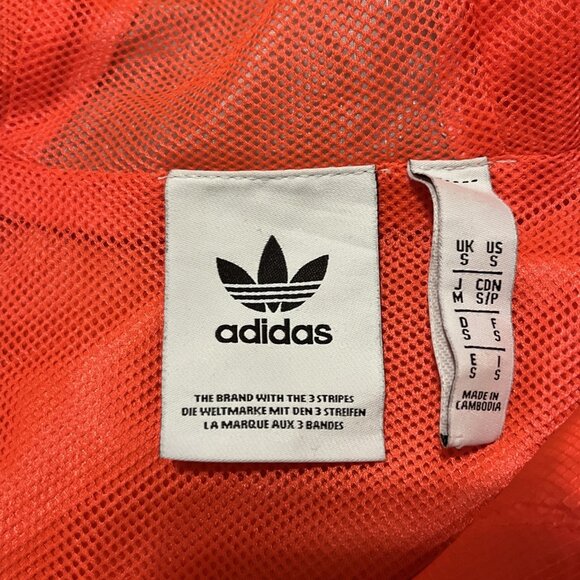 adidas
THE BRAND WITH THE 3 STRIPES
DIE WELTMARKE MIT DEN 3 STREIFEN
LA MARQUE AUX 3 BANDES
UK US
S S
J CDN
M S/P
D F
S S
E I
S S
MADE IN
CAMBODIA